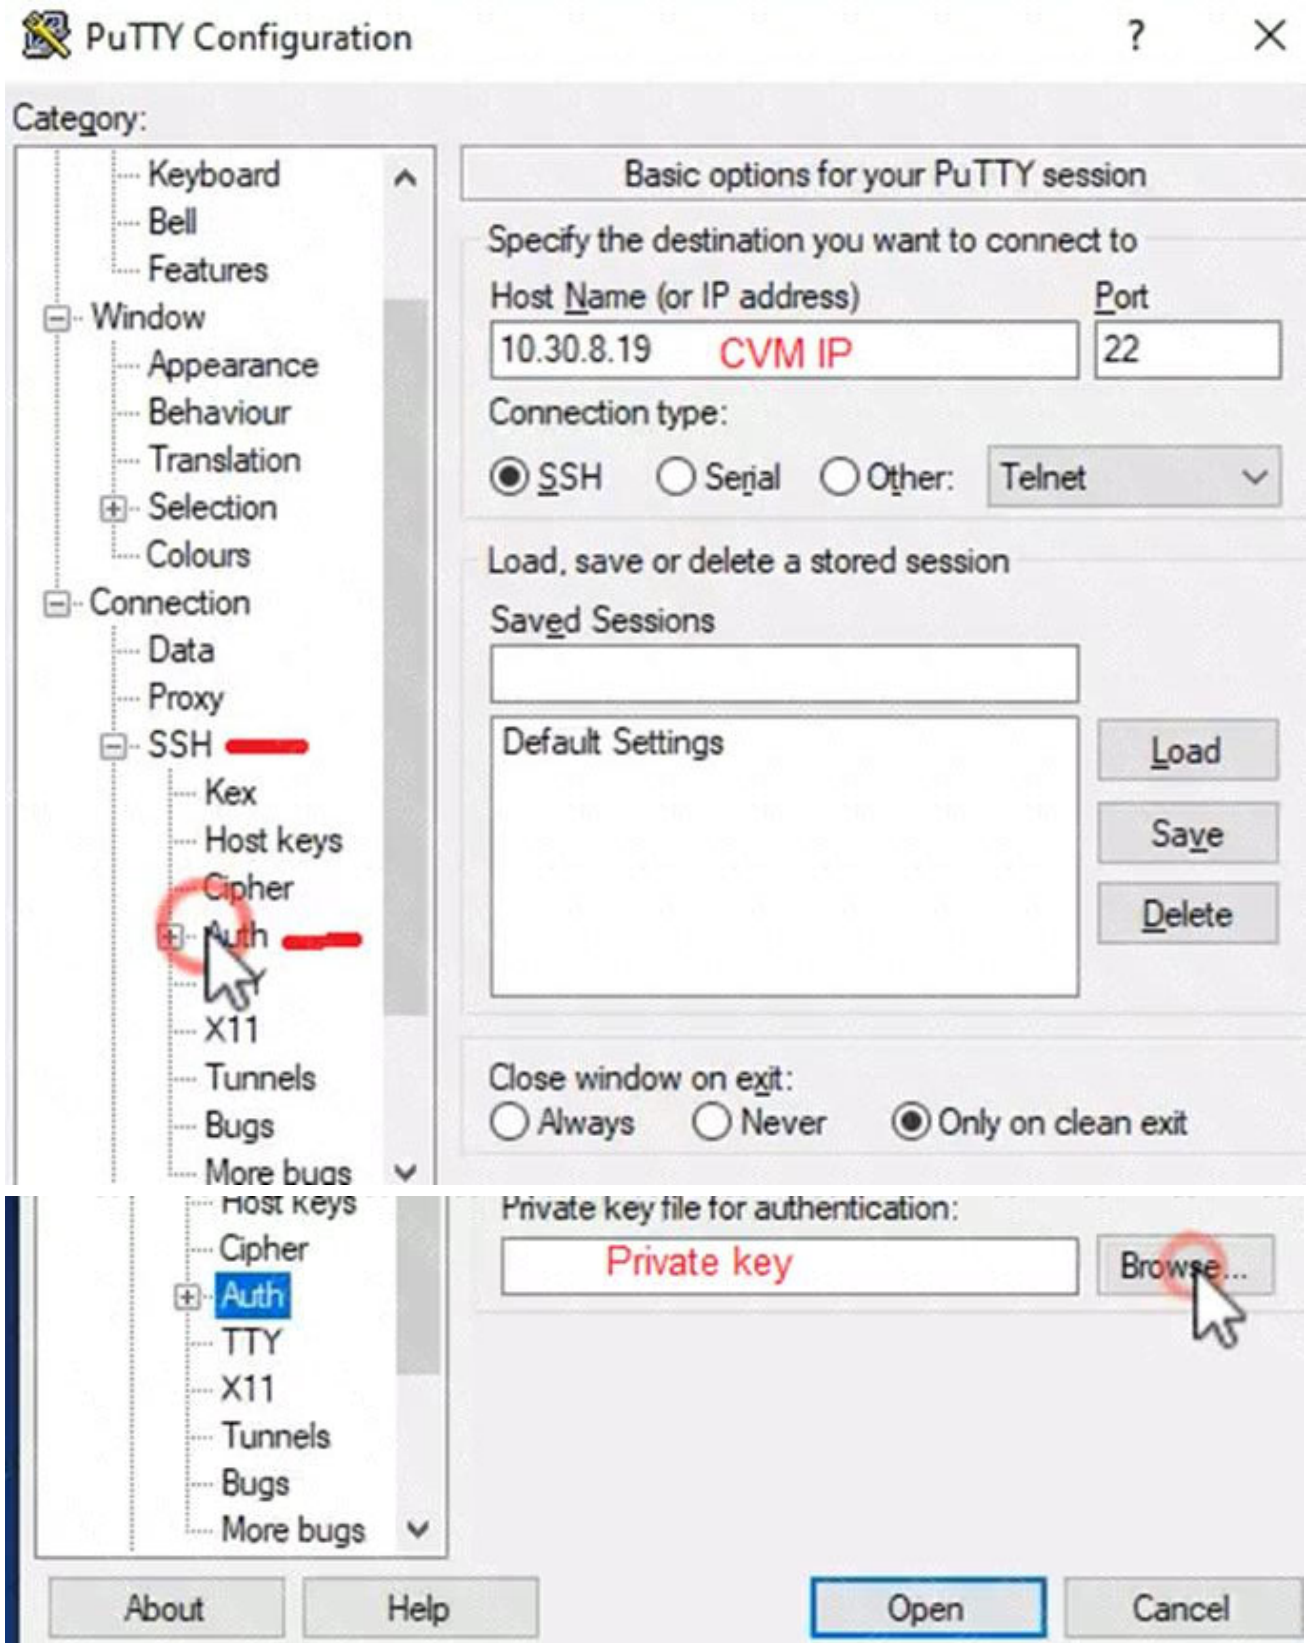 PuTTY Configuration
?
Category:
Keyboard
Bell
Features
Window
Appearance
Behaviour
Translation
Selection
Colours
Connection
Data
Proxy
SSH
Kex
Host keys
Cipher
Auth
X11
Tunnels
Bugs
More bugs
Basic options for your PuTTY session
Specify the destination you want to connect to
Host Name (or IP address)
Port
10.30.8.19 CVM IP
22
Connection type:
SSH Serial Other: Telnet
Load, save or delete a stored session
Saved Sessions
Default Settings
Load
Save
Delete
Close window on exit:
Always Never Only on clean exit
Host keys
Cipher
Auth
TTY
X11
Tunnels
Bugs
More bugs
Private key file for authentication:
Private key
Browse...
About
Help
Open
Cancel